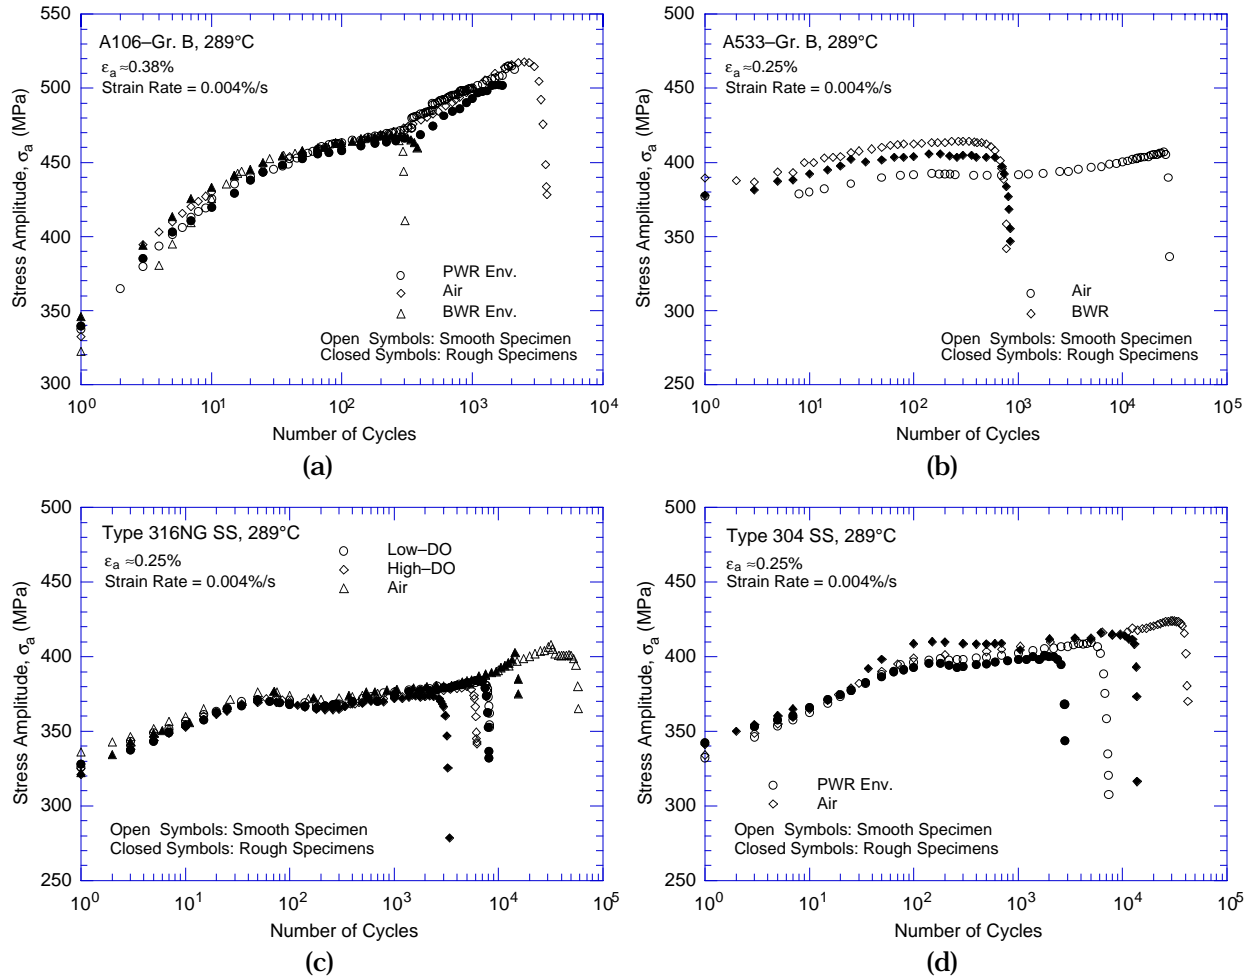 A106–Gr. B, 289°C
εa ≈0.38%
Strain Rate = 0.004%/s
550
500
450
400
350
300
Stress Amplitude, σa (MPa)
PWR Env.
Air
BWR Env.
Open Symbols: Smooth Specimen
Closed Symbols: Rough Specimens
10^0 10^1 10^2 10^3 10^4
Number of Cycles
(a)
A533–Gr. B, 289°C
εa ≈0.25%
Strain Rate = 0.004%/s
500
450
400
350
300
250
Stress Amplitude, σa (MPa)
Air
BWR
Open Symbols: Smooth Specimen
Closed Symbols: Rough Specimens
10^0 10^1 10^2 10^3 10^4 10^5
Number of Cycles
(b)
Type 316NG SS, 289°C
εa ≈0.25%
Strain Rate = 0.004%/s
Low–DO
High–DO
Air
500
450
400
350
300
250
Stress Amplitude, σa (MPa)
Open Symbols: Smooth Specimen
Closed Symbols: Rough Specimens
10^0 10^1 10^2 10^3 10^4 10^5
Number of Cycles
(c)
Type 304 SS, 289°C
εa ≈0.25%
Strain Rate = 0.004%/s
500
450
400
350
300
250
Stress Amplitude, σa (MPa)
PWR Env.
Air
Open Symbols: Smooth Specimen
Closed Symbols: Rough Specimens
10^0 10^1 10^2 10^3 10^4 10^5
Number of Cycles
(d)